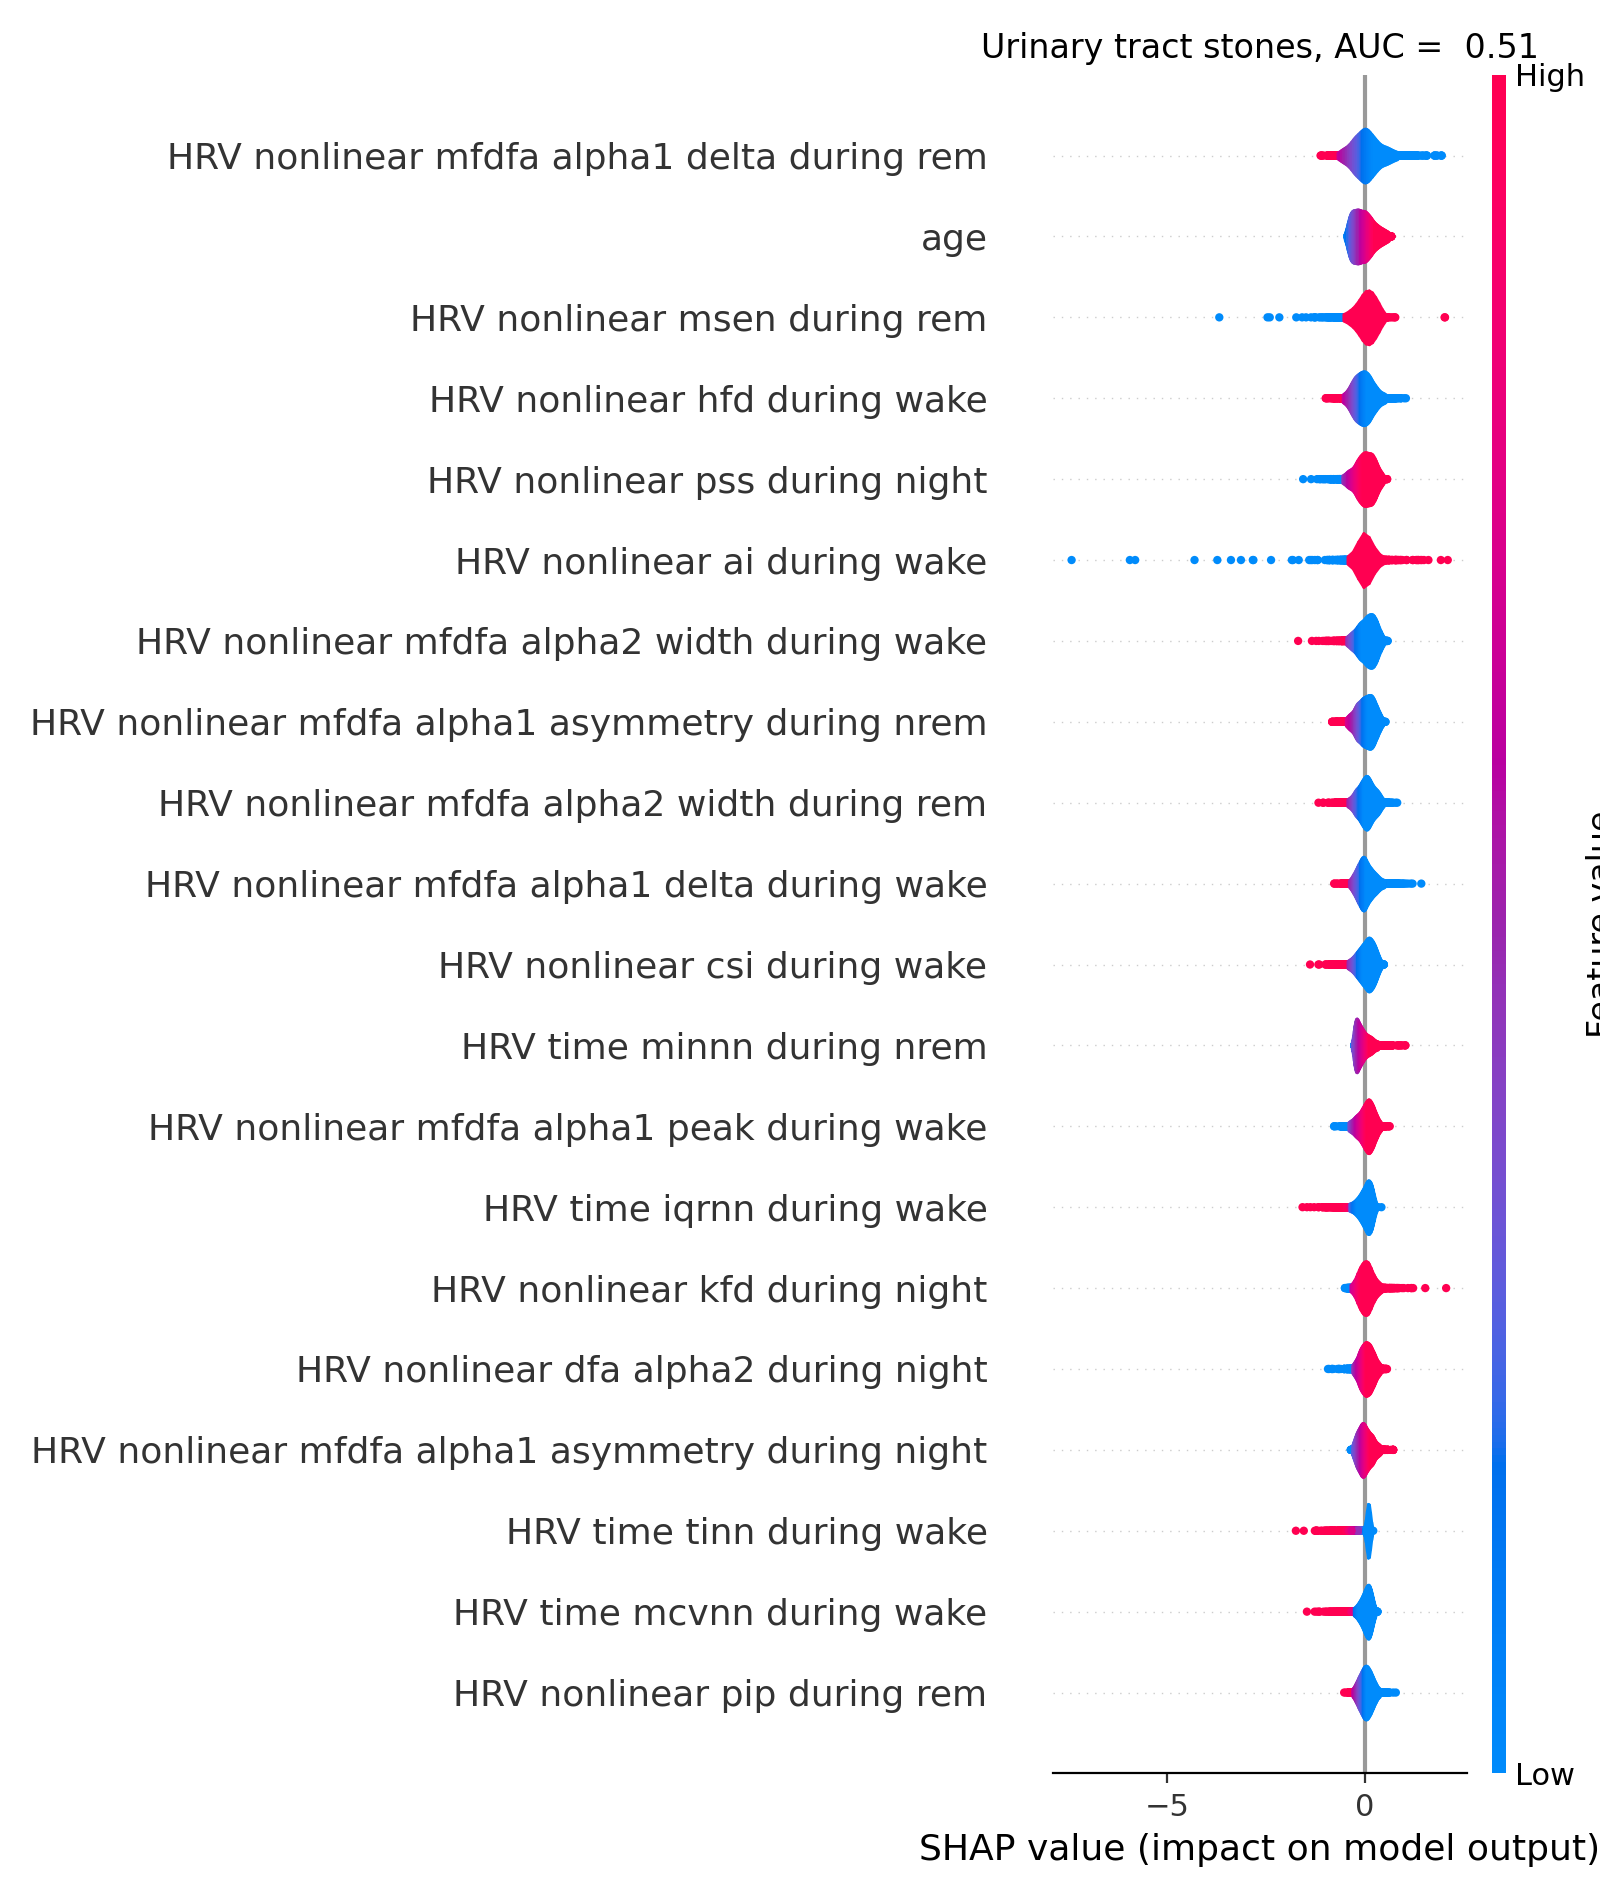 Urinary tract stones, AUC =  0.51
High
HRV nonlinear mfdfa alpha1 delta during rem
age
HRV nonlinear msen during rem
HRV nonlinear hfd during wake
HRV nonlinear pss during night
HRV nonlinear ai during wake
HRV nonlinear mfdfa alpha2 width during wake
HRV nonlinear mfdfa alpha1 asymmetry during nrem
HRV nonlinear mfdfa alpha2 width during rem
HRV nonlinear mfdfa alpha1 delta during wake
HRV nonlinear csi during wake
HRV time minnn during nrem
HRV nonlinear mfdfa alpha1 peak during wake
HRV time iqrnn during wake
HRV nonlinear kfd during night
HRV nonlinear dfa alpha2 during night
HRV nonlinear mfdfa alpha1 asymmetry during night
HRV time tinn during wake
HRV time mcvnn during wake
HRV nonlinear pip during rem
Feature value
Low
−5 0
SHAP value (impact on model output)